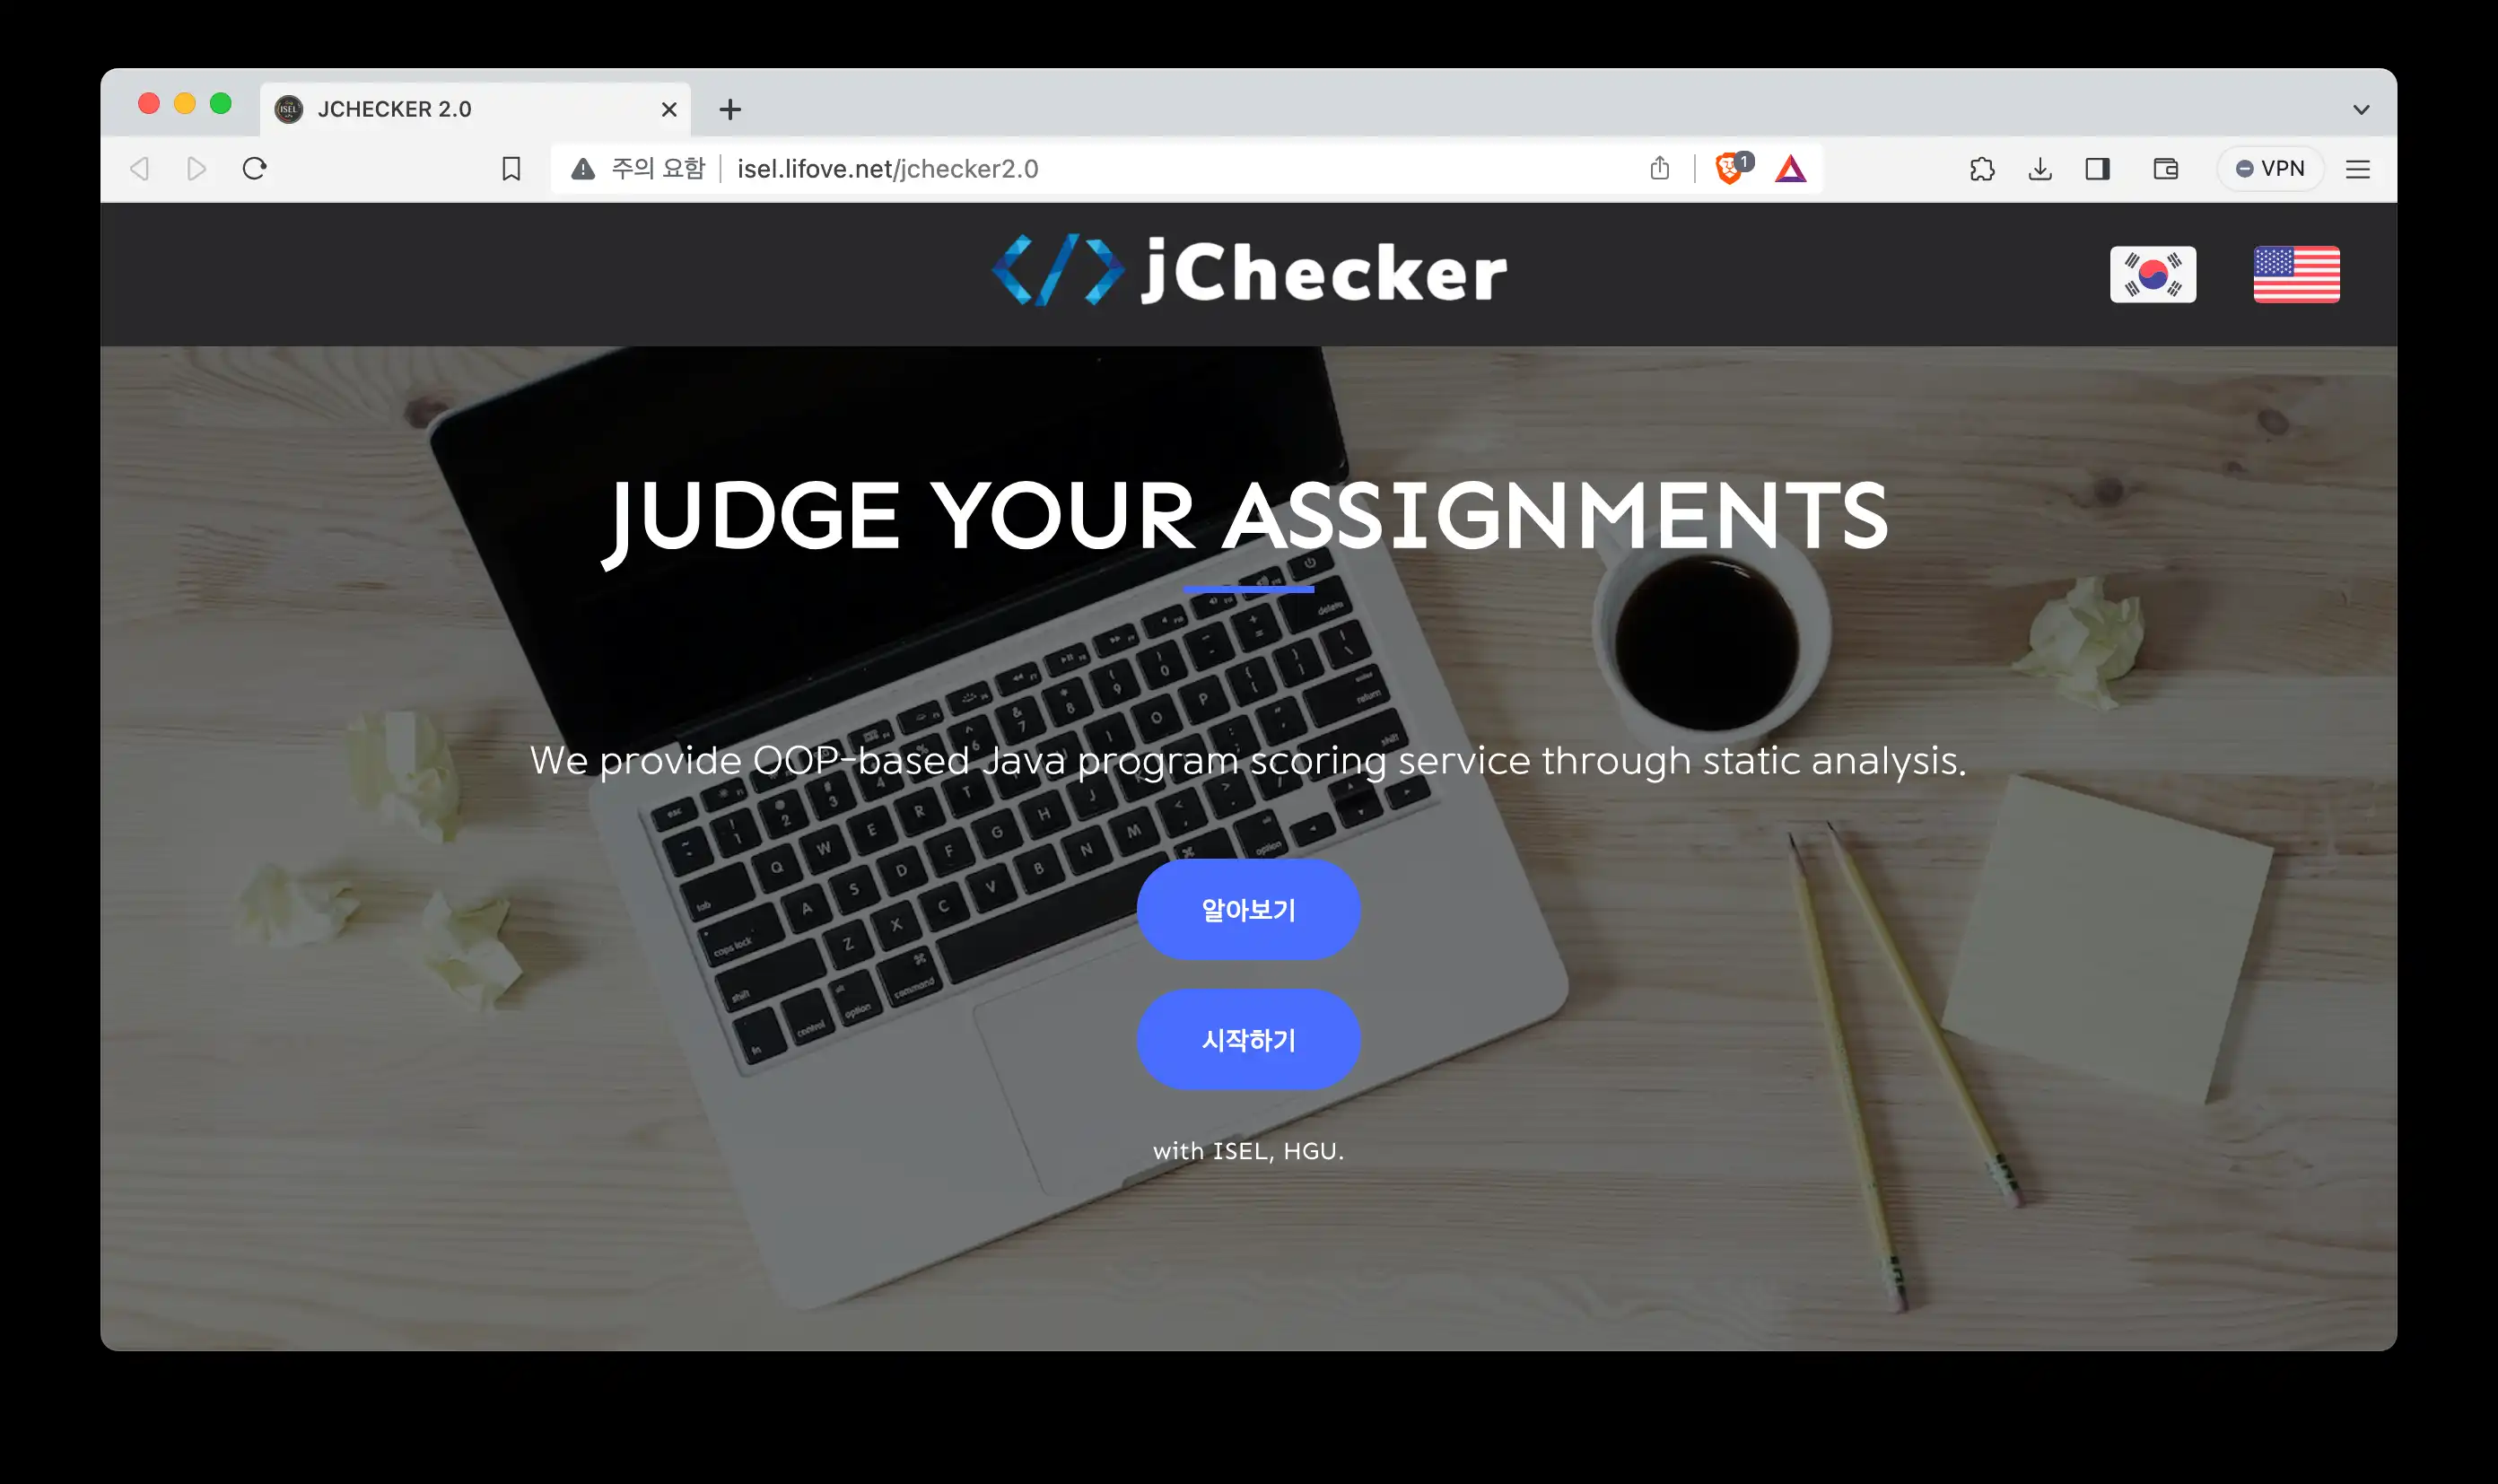 JCHECKER 2.0
주의 요함 isel.lifove.net/jchecker2.0
1
VPN
</> jChecker
JUDGE YOUR ASSIGNMENTS
We provide OOP-based Java program scoring service through static analysis.
알아보기
시작하기
with ISEL, HGU.